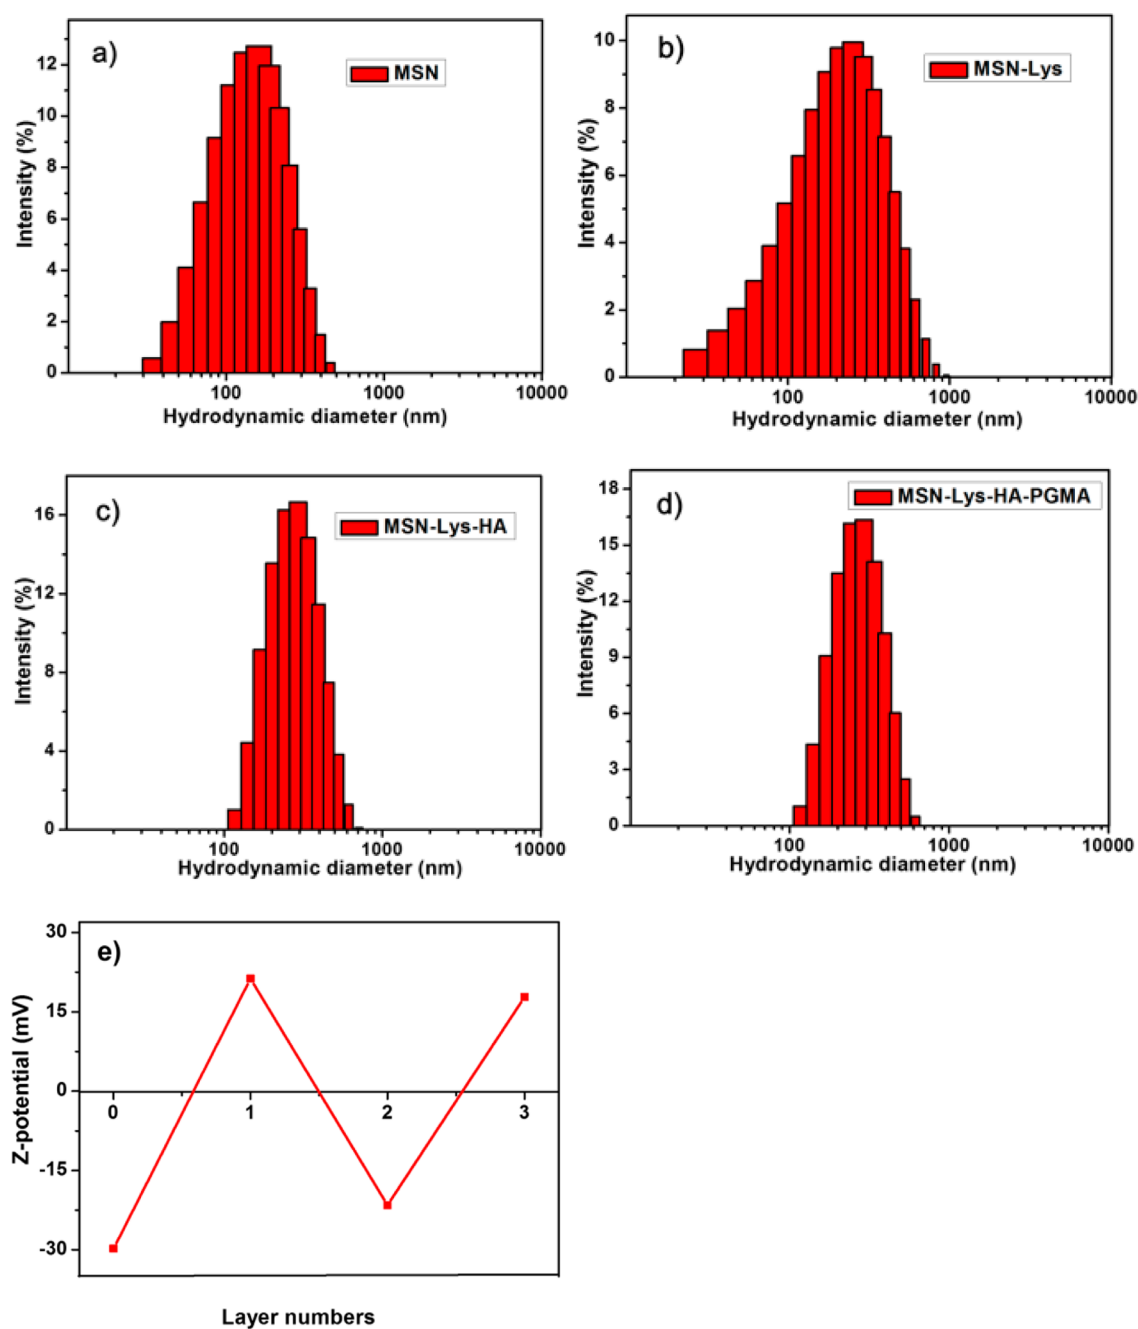 a)
MSN
12
10
8
6
4
2
0
Intensity (%)
100
1000
10000
Hydrodynamic diameter (nm)
b)
MSN-Lys
10
8
6
4
2
0
Intensity (%)
100
1000
10000
Hydrodynamic diameter (nm)
c)
MSN-Lys-HA
16
12
8
4
0
Intensity (%)
100
1000
10000
Hydrodynamic diameter (nm)
d)
MSN-Lys-HA-PGMA
18
15
12
9
6
3
0
Intensity (%)
100
1000
10000
Hydrodynamic diameter (nm)
e)
30
15
0
-15
-30
Z-potential (mV)
0
1
2
3
Layer numbers